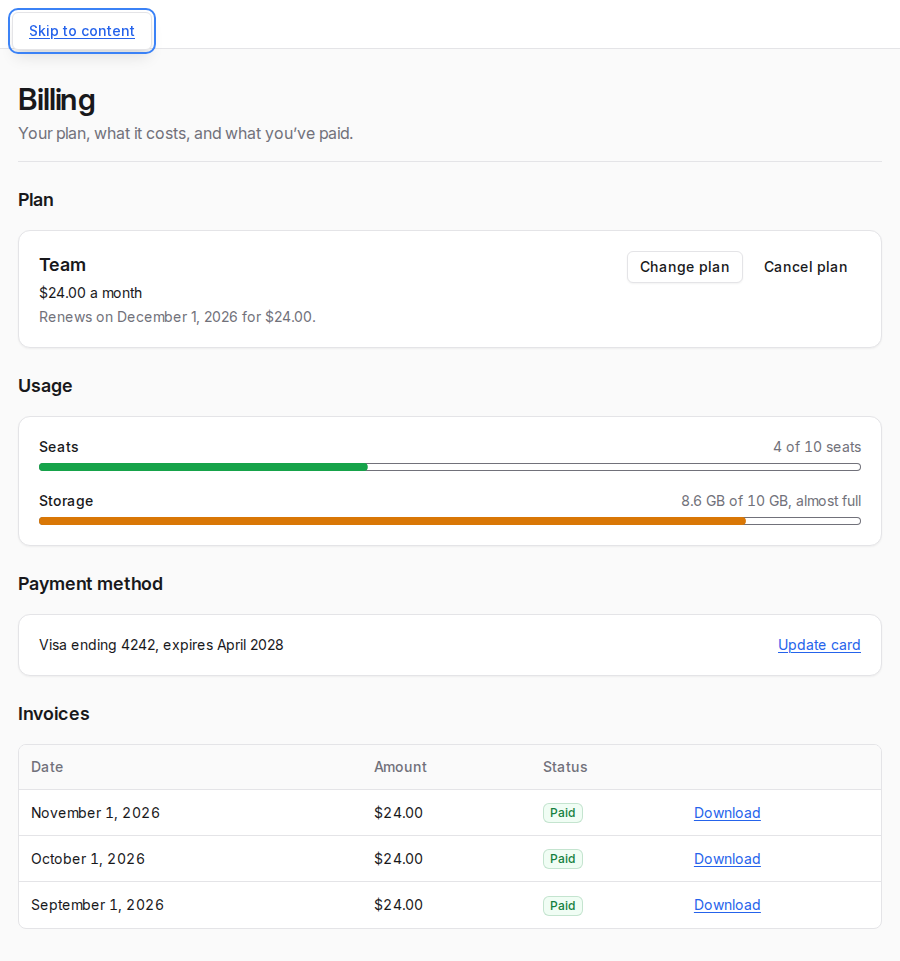 Skip to content
Billing
Your plan, what it costs, and what you’ve paid.
Plan
Team
Change plan
Cancel plan
$24.00 a month
Renews on December 1, 2026 for $24.00.
Usage
Seats
4 of 10 seats
Storage
8.6 GB of 10 GB, almost full
Payment method
Visa ending 4242, expires April 2028
Update card
Invoices
Date Amount Status
November 1, 2026 $24.00 Paid Download
October 1, 2026 $24.00 Paid Download
September 1, 2026 $24.00 Paid Download